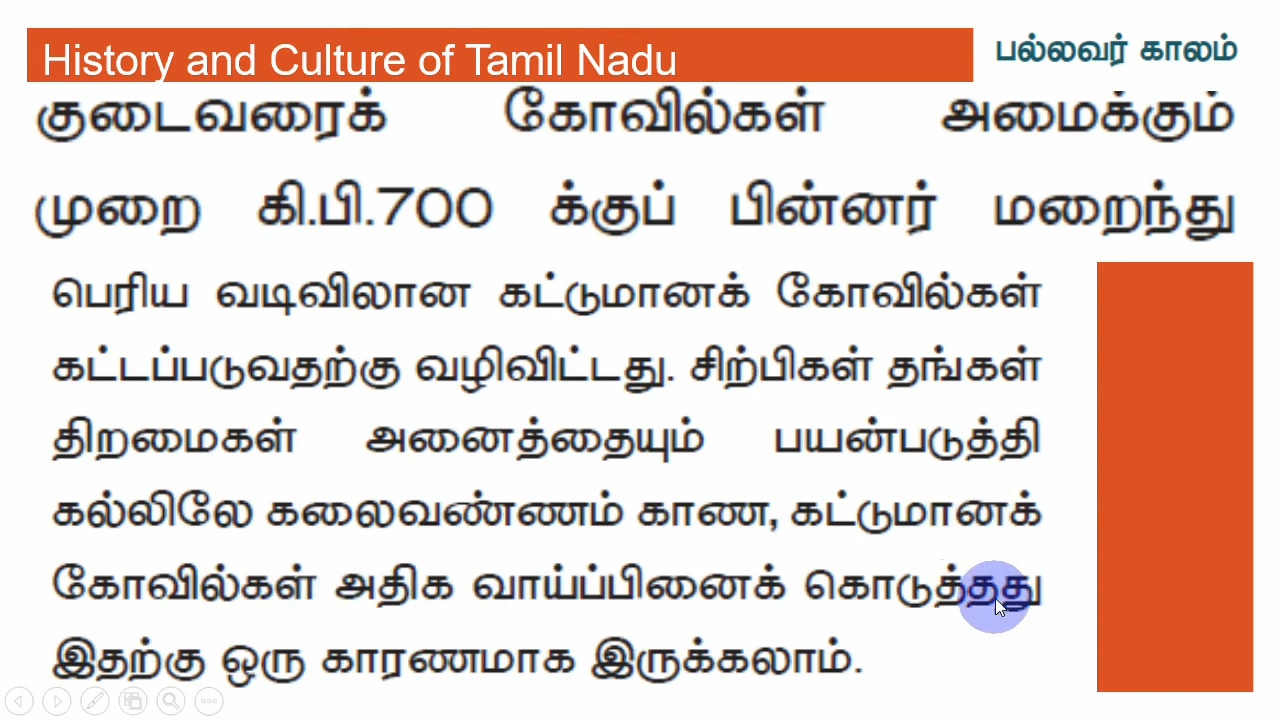 History and Culture of Tamil Nadu
பல்லவர் காலம்
குடைவரைக் கோவில்கள் அமைக்கும்
முறை கி.பி.700 க்குப் பின்னர் மறைந்து
பெரிய வடிவிலான கட்டுமானக் கோவில்கள்
கட்டப்படுவதற்கு வழிவிட்டது. சிற்பிகள் தங்கள்
திறமைகள் அனைத்தையும் பயன்படுத்தி
கல்லிலே கலைவண்ணம் காண, கட்டுமானக்
கோவில்கள் அதிக வாய்ப்பினைக் கொடுத்தது
இதற்கு ஒரு காரணமாக இருக்கலாம்.